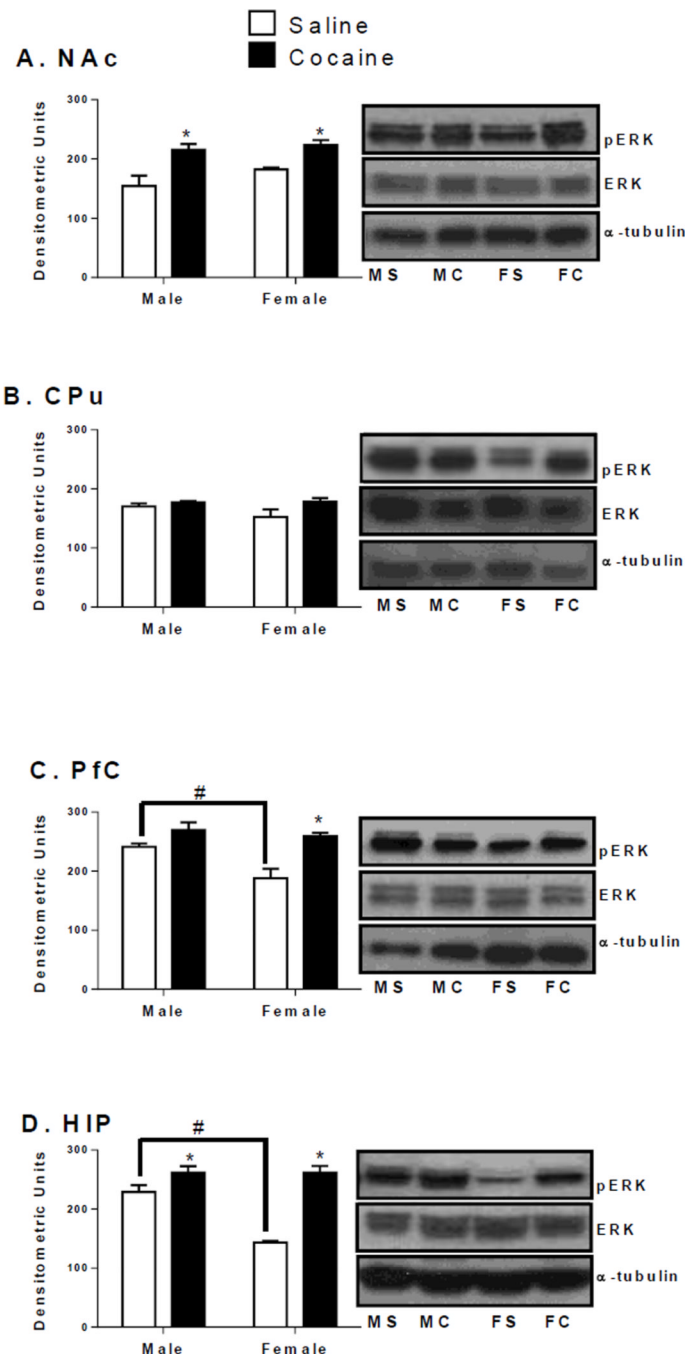 Saline
Cocaine
A. NAc
Densitometric Units
300
200
100
0
*
*
Male
Female
pERK
ERK
α-tubulin
MS MC FS FC
B. CPu
Densitometric Units
300
200
100
0
Male
Female
pERK
ERK
α-tubulin
MS MC FS FC
C. PfC
Densitometric Units
300
200
100
0
#
*
Male
Female
pERK
ERK
α-tubulin
MS MC FS FC
D. HIP
Densitometric Units
300
200
100
0
#
*
*
Male
Female
pERK
ERK
α-tubulin
MS MC FS FC